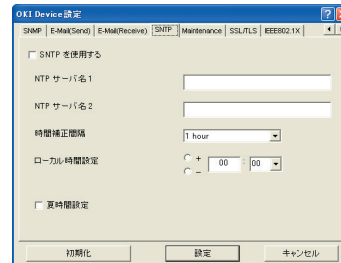 OKI Device設定
SNMP E-Mail(Send) E-Mail(Receive) SNTP Maintenance SSL/TLS IEEE802.1X
SNTP を使用する
NTP サーバ名1
NTP サーバ名2
時間補正間隔 1 hour
ローカル時間設定 + 00 : 00
−
夏時間設定
初期化 設定 キャンセル